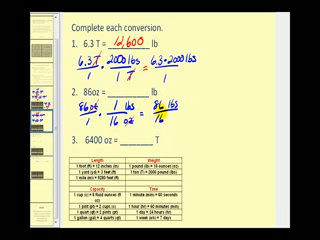 Complete each conversion.
1. 6.3 T = 12,600 lb
6.3 T / 1 · 2000 lbs / 1 T = 6.3 · 2000 lbs / 1
2. 86oz = ________ lb
86 oz / 1 · 1 lbs / 16 oz = 86 lbs / 16
3. 6400 oz = ________ T
Length Weight
1 foot (ft) = 12 inches (in) 1 pound (lb) = 16 ounces (oz)
1 yard (yd) = 3 feet (ft) 1 ton (T) = 2000 pounds (lb)
1 mile (mi) = 5280 feet (ft)
Capacity Time
1 cup (c) = 8 fluid ounces (fl oz) 1 minute (min) = 60 seconds
1 pint (pt) = 2 cups (c) 1 hour (hr) = 60 minutes (min)
1 quart (qt) = 2 pints (pt) 1 day = 24 hours (hr)
1 gallon (gal) = 4 quarts (qt) 1 week (wk) = 7 days